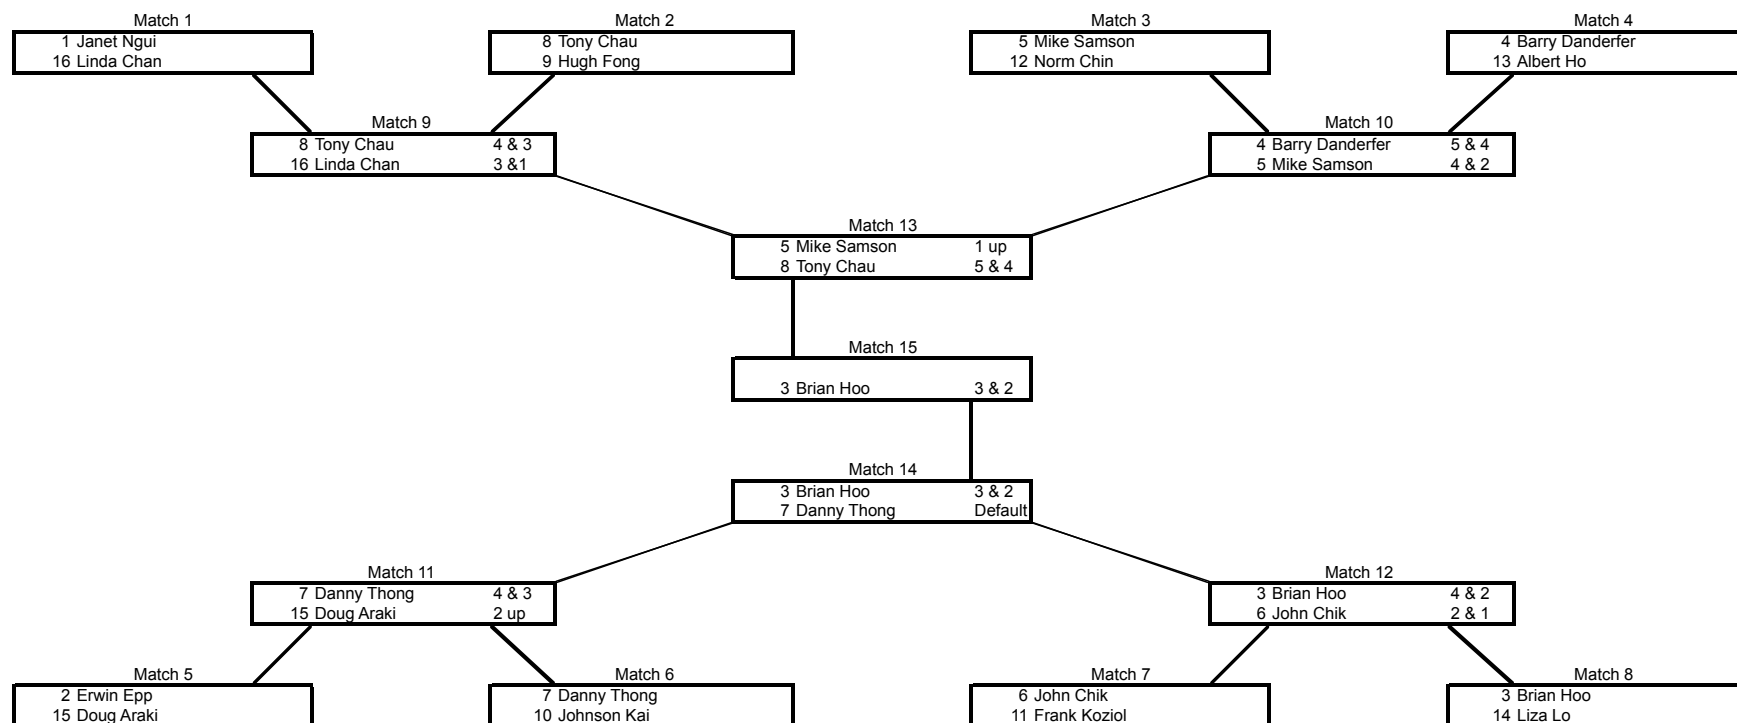 Match 1 Match 2 Match 3 Match 4
1 Janet Ngui 8 Tony Chau 5 Mike Samson 4 Barry Danderfer
16 Linda Chan 9 Hugh Fong 12 Norm Chin 13 Albert Ho
Match 9 Match 10
8 Tony Chau 4 & 3 4 Barry Danderfer 5 & 4
16 Linda Chan 3 &1 5 Mike Samson 4 & 2
Match 13
5 Mike Samson 1 up
8 Tony Chau 5 & 4
Match 15
3 Brian Hoo 3 & 2
Match 14
3 Brian Hoo 3 & 2
7 Danny Thong Default
Match 11 Match 12
7 Danny Thong 4 & 3 3 Brian Hoo 4 & 2
15 Doug Araki 2 up 6 John Chik 2 & 1
Match 5 Match 6 Match 7 Match 8
2 Erwin Epp 7 Danny Thong 6 John Chik 3 Brian Hoo
15 Doug Araki 10 Johnson Kai 11 Frank Koziol 14 Liza Lo